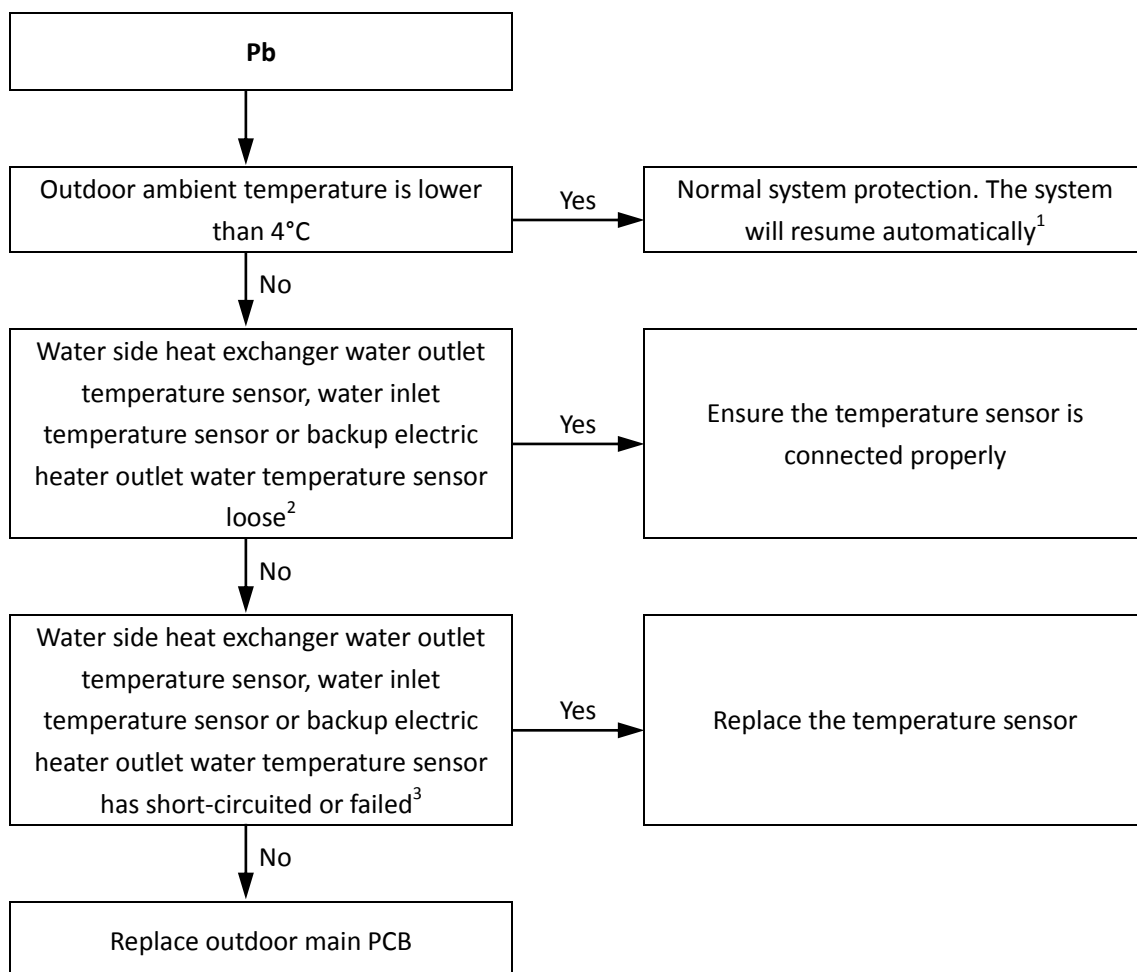 Pb
Outdoor ambient temperature is lower
than 4°C
Yes
Normal system protection. The system
will resume automatically1
No
Water side heat exchanger water outlet
temperature sensor, water inlet
temperature sensor or backup electric
heater outlet water temperature sensor
loose2
Yes
Ensure the temperature sensor is
connected properly
No
Water side heat exchanger water outlet
temperature sensor, water inlet
temperature sensor or backup electric
heater outlet water temperature sensor
has short-circuited or failed3
Yes
Replace the temperature sensor
No
Replace outdoor main PCB